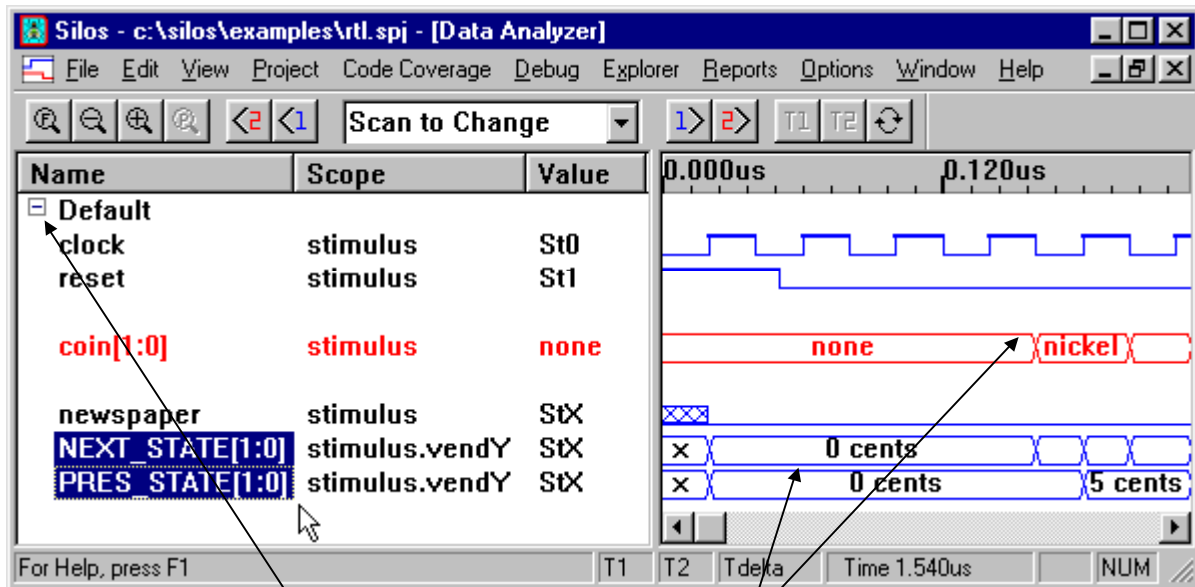 Silos - c:\silos\examples\rtl.spj - [Data Analyzer]
File Edit View Project Code Coverage Debug Explorer Reports Options Window Help
F P <2 <1 Scan to Change 1> 2> T1 T2
Name Scope Value 0.000us 0.120us
Default
clock stimulus St0
reset stimulus St1
coin[1:0] stimulus none none nickel
newspaper stimulus StX
NEXT_STATE[1:0] stimulus.vendY StX × 0 cents
PRES_STATE[1:0] stimulus.vendY StX × 0 cents 5 cents
For Help, press F1 T1 T2 Tdelta Time 1.540us NUM